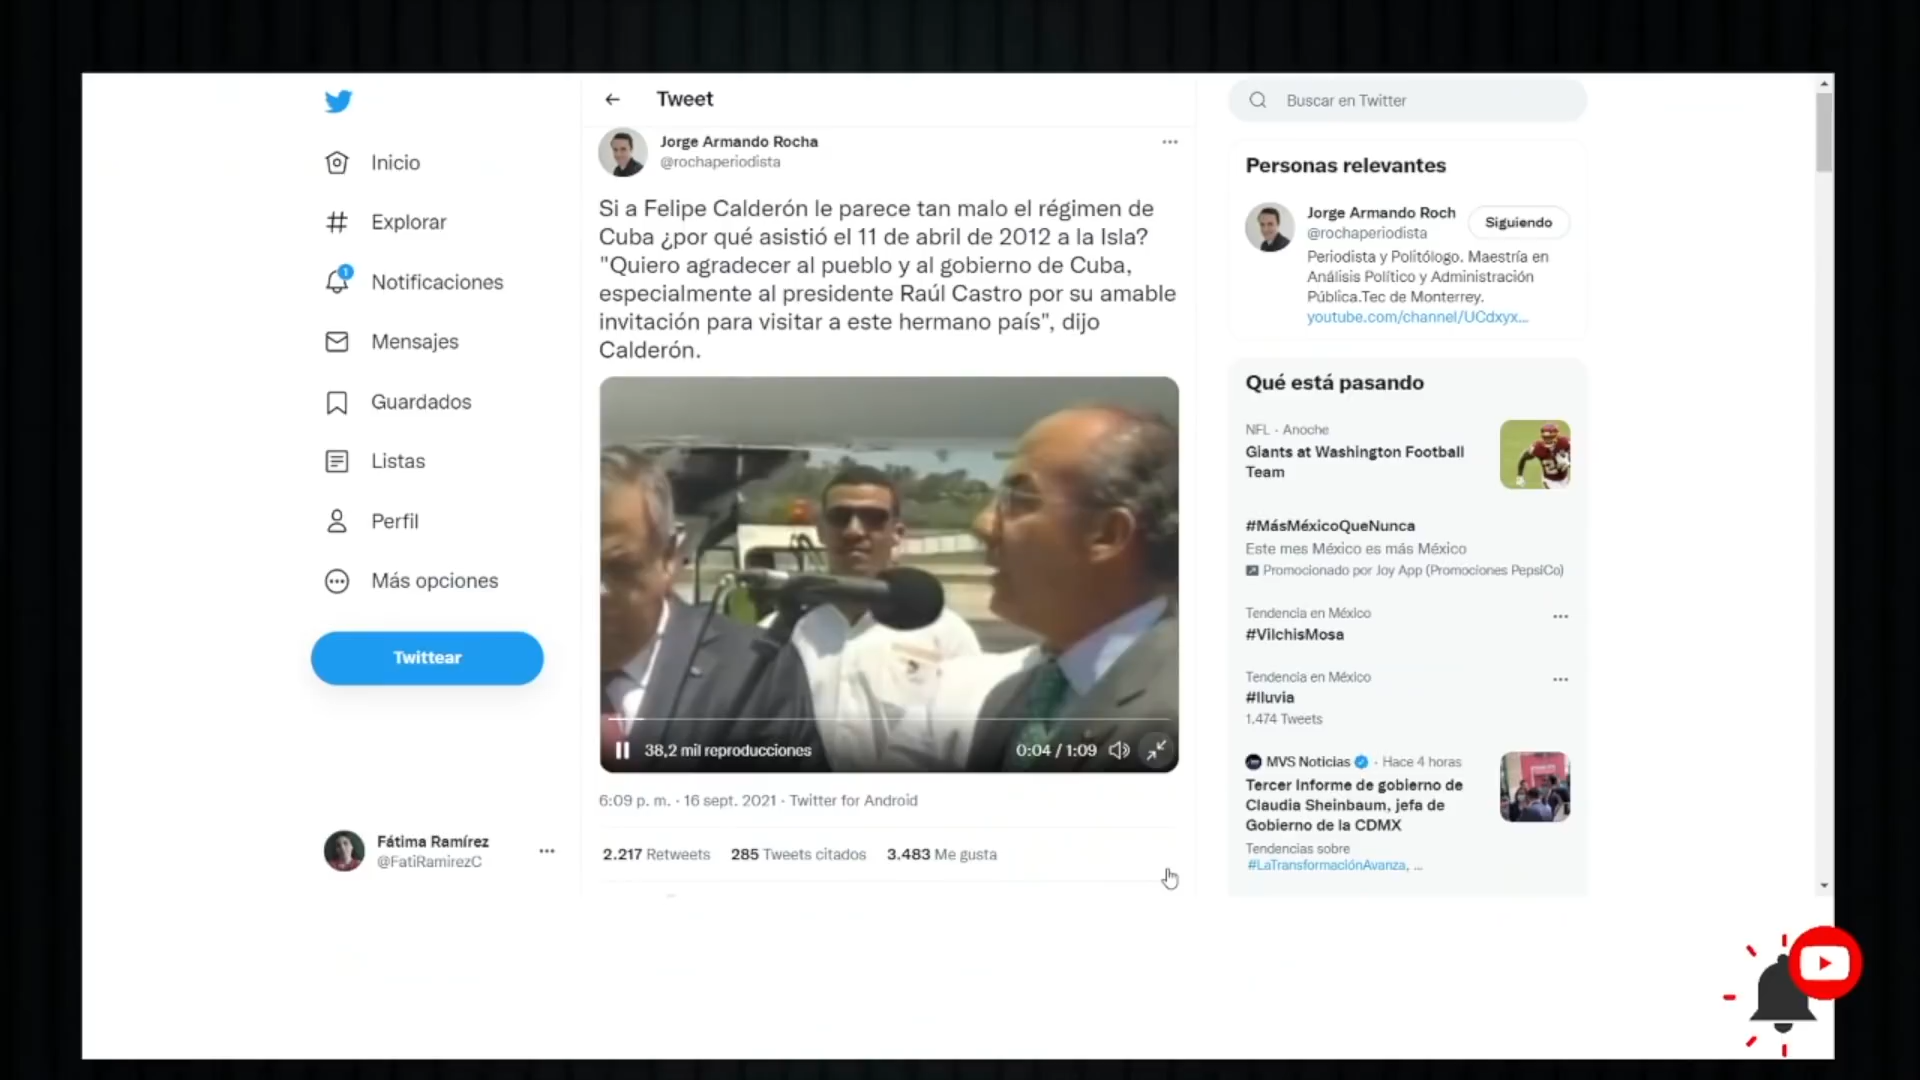 Inicio
Explorar
1
Notificaciones
Mensajes
Guardados
Listas
Perfil
Más opciones
Twittear
Fátima Ramírez
@FatiRamirezC
Tweet
Jorge Armando Rocha
@rochaperiodista
Si a Felipe Calderón le parece tan malo el régimen de
Cuba ¿por qué asistió el 11 de abril de 2012 a la Isla?
"Quiero agradecer al pueblo y al gobierno de Cuba,
especialmente al presidente Raúl Castro por su amable
invitación para visitar a este hermano país", dijo
Calderón.
38,2 mil reproducciones
0:04 / 1:09
6:09 p. m. · 16 sept. 2021 · Twitter for Android
2.217 Retweets 285 Tweets citados 3.483 Me gusta
Buscar en Twitter
Personas relevantes
Jorge Armando Roch
Siguiendo
@rochaperiodista
Periodista y Politólogo. Maestría en
Análisis Político y Administración
Pública.Tec de Monterrey.
youtube.com/channel/UCdxyx...
Qué está pasando
NFL · Anoche
Giants at Washington Football
Team
#MásMéxicoQueNunca
Este mes México es más México
Promocionado por Joy App (Promociones PepsiCo)
Tendencia en México
#VilchisMosa
Tendencia en México
#lluvia
1.474 Tweets
MVS Noticias · Hace 4 horas
Tercer Informe de gobierno de
Claudia Sheinbaum, jefa de
Gobierno de la CDMX
Tendencias sobre
#LaTransformaciónAvanza, ...